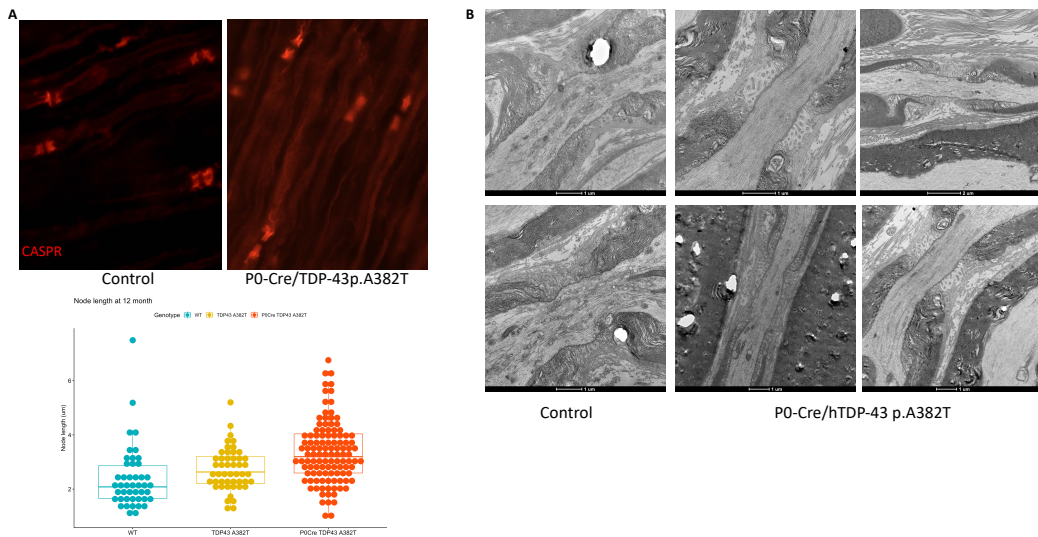 A
CASPR
Control
P0-Cre/TDP-43p.A382T
Node length at 12 month
Genotype WT TDP43 A382T P0Cre TDP43 A382T
Node length (um)
6
4
2
WT
TDP43 A382T
P0Cre TDP43 A382T
B
1 um
1 um
2 um
1 um
1 um
1 um
Control
P0-Cre/hTDP-43 p.A382T